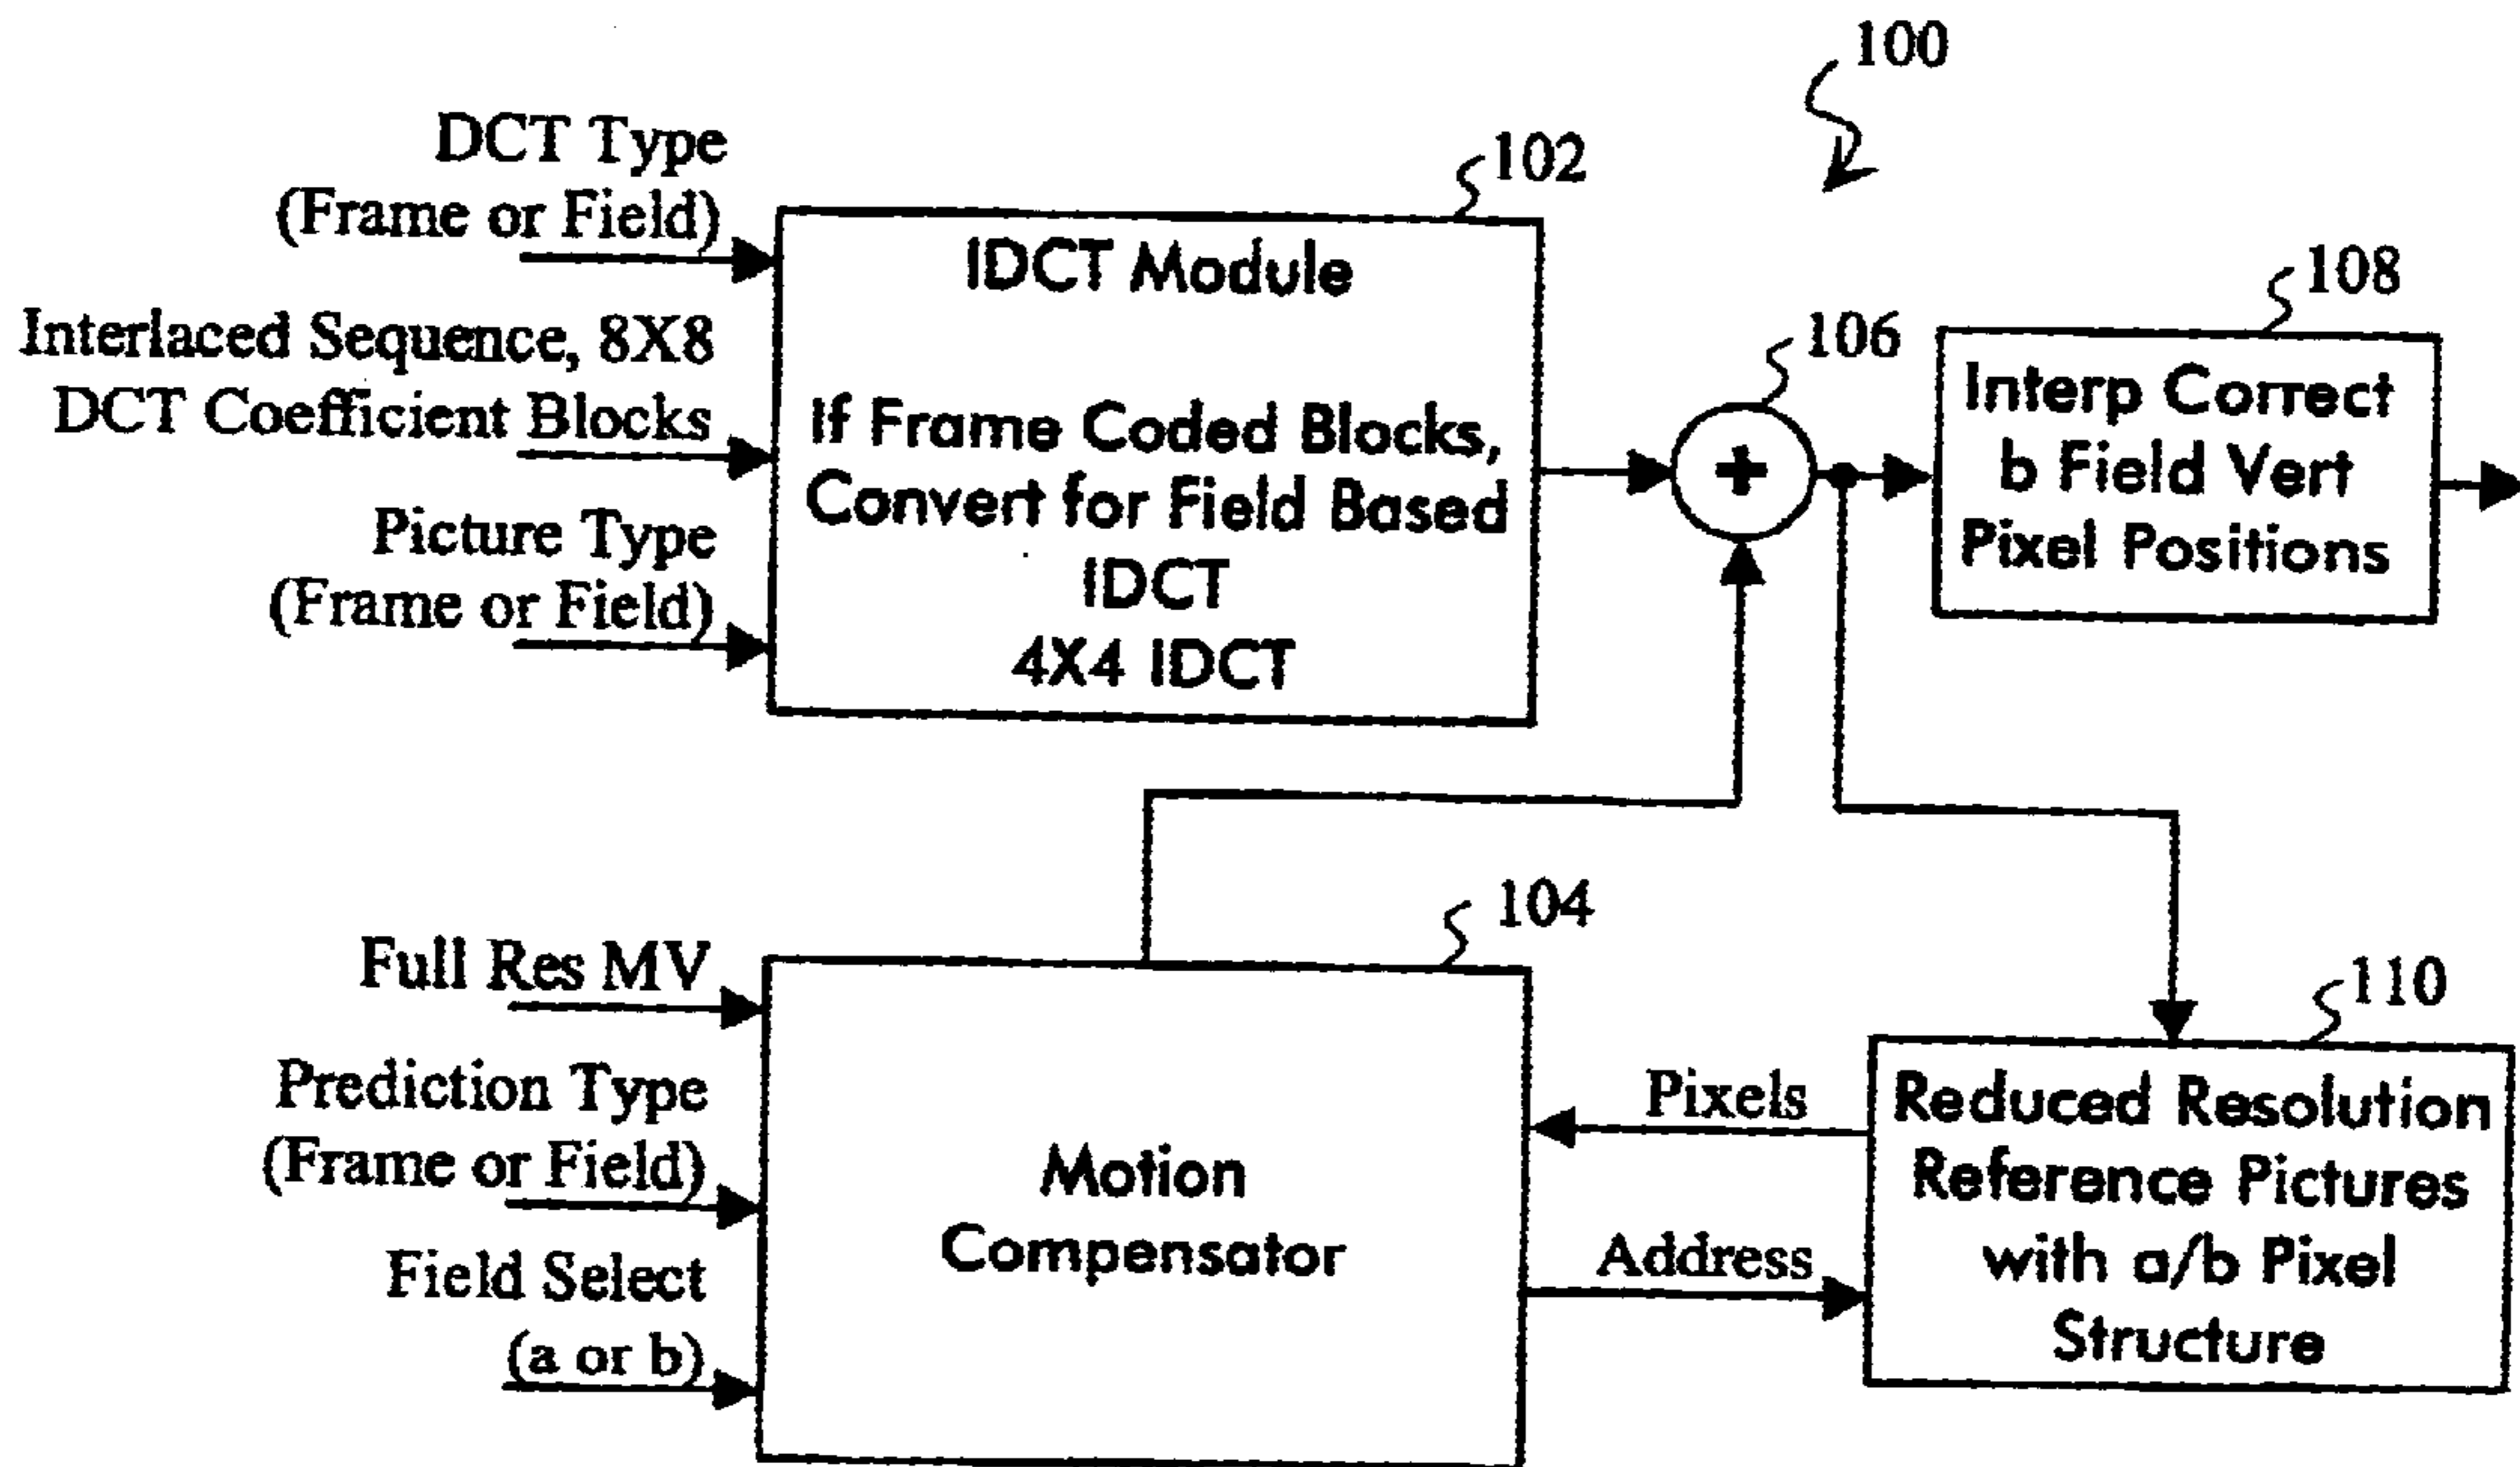 100
DCT Type
(Frame or Field)
102
IDCT Module
Interlaced Sequence, 8X8
DCT Coefficient Blocks
If Frame Coded Blocks,
Convert for Field Based
IDCT
4X4 IDCT
Picture Type
(Frame or Field)
106
+
108
Interp Correct
b Field Vert
Pixel Positions
Full Res MV
Prediction Type
(Frame or Field)
Field Select
(a or b)
104
Motion
Compensator
Pixels
Address
110
Reduced Resolution
Reference Pictures
with a/b Pixel
Structure